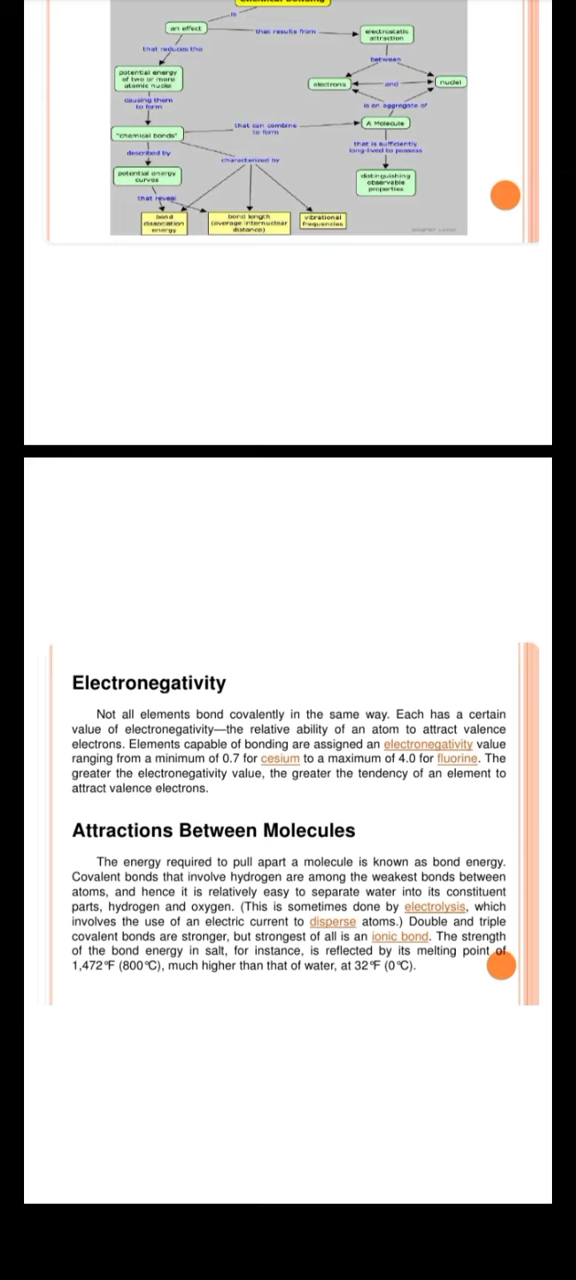 Chemical Bonding
is
an effect
that results from
electrostatic
attraction
that reduces the
between
potential energy
of two or more
atomic nuclei
electrons
and
nuclei
causing them
to form
is an aggregate of
"chemical bonds"
that can combine
to form
A Molecule
described by
characterized by
that is sufficiently
long-lived to possess
potential energy
curves
distinguishing
observable
properties
that reveal
bond
dissociation
energy
bond length
(average internuclear
distance)
vibrational
frequencies
Electronegativity
Not all elements bond covalently in the same way. Each has a certain
value of electronegativity—the relative ability of an atom to attract valence
electrons. Elements capable of bonding are assigned an electronegativity value
ranging from a minimum of 0.7 for cesium to a maximum of 4.0 for fluorine. The
greater the electronegativity value, the greater the tendency of an element to
attract valence electrons.
Attractions Between Molecules
The energy required to pull apart a molecule is known as bond energy.
Covalent bonds that involve hydrogen are among the weakest bonds between
atoms, and hence it is relatively easy to separate water into its constituent
parts, hydrogen and oxygen. (This is sometimes done by electrolysis, which
involves the use of an electric current to disperse atoms.) Double and triple
covalent bonds are stronger, but strongest of all is an ionic bond. The strength
of the bond energy in salt, for instance, is reflected by its melting point of
1,472°F (800°C), much higher than that of water, at 32°F (0°C).